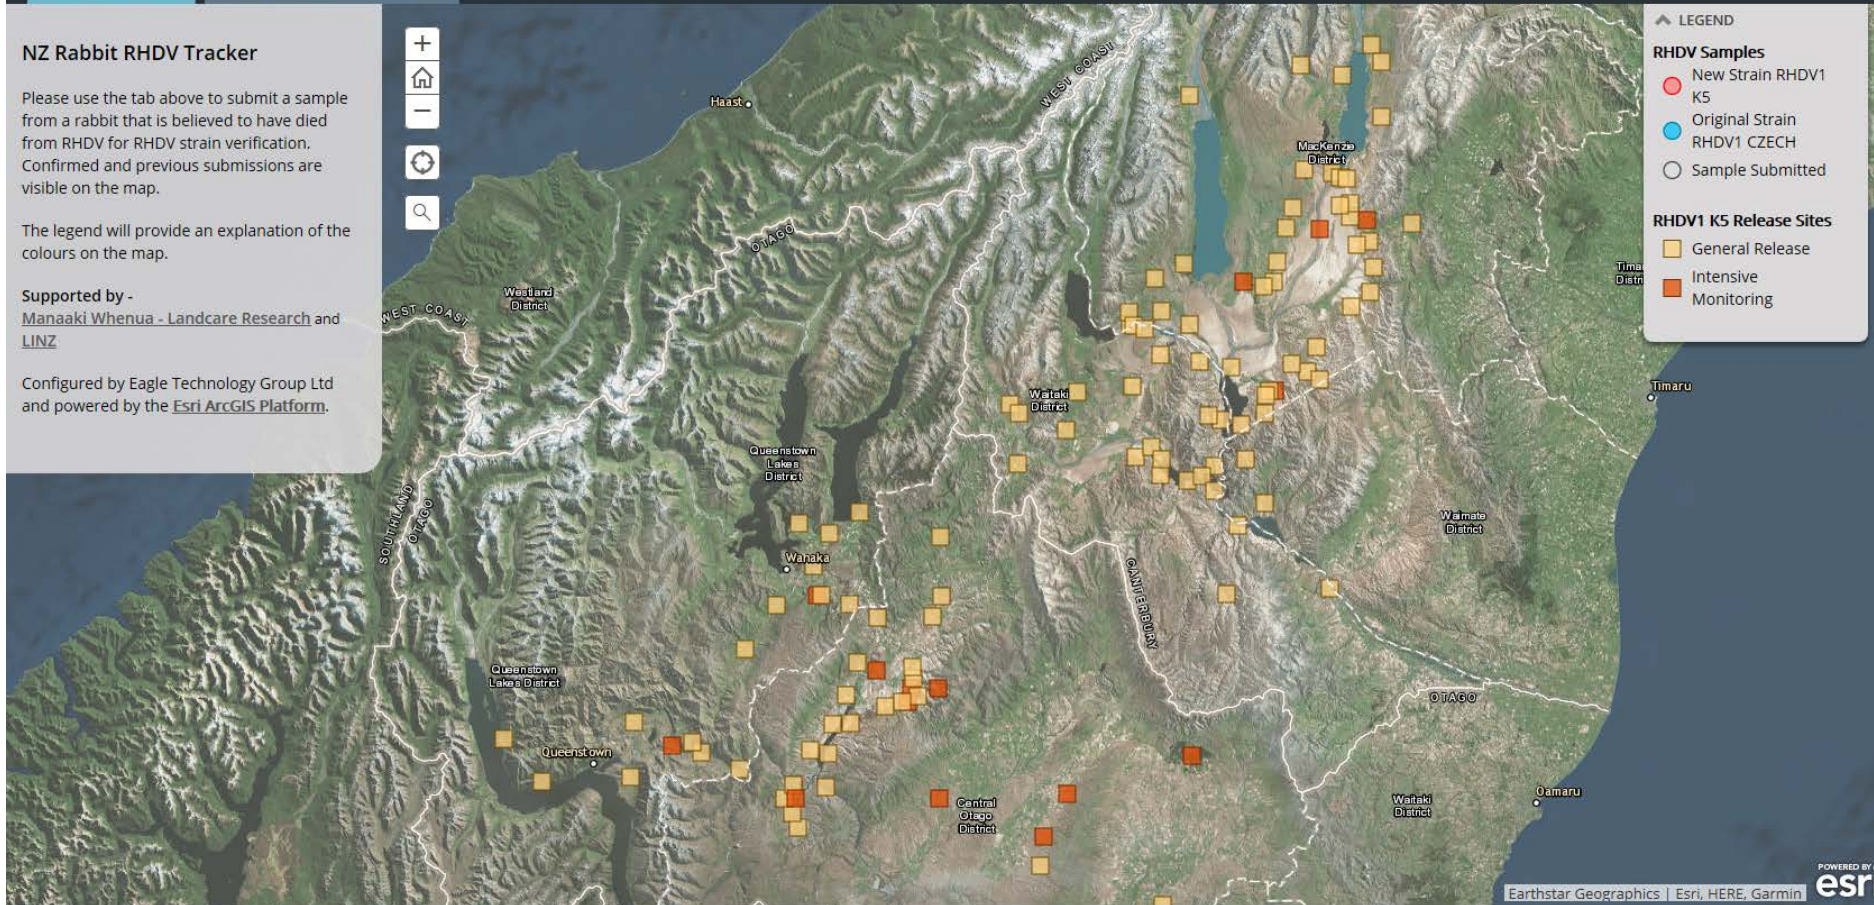 NZ Rabbit RHDV Tracker
Please use the tab above to submit a sample
from a rabbit that is believed to have died
from RHDV for RHDV strain verification.
Confirmed and previous submissions are
visible on the map.
The legend will provide an explanation of the
colours on the map.
Supported by -
Manaaki Whenua - Landcare Research and
LINZ
Configured by Eagle Technology Group Ltd
and powered by the Esri ArcGIS Platform.
+
−
LEGEND
RHDV Samples
New Strain RHDV1
K5
Original Strain
RHDV1 CZECH
Sample Submitted
RHDV1 K5 Release Sites
General Release
Intensive
Monitoring
WEST COAST
Haast
MacKenzie
District
OTAGO
Westland
District
WEST COAST
Timaru
Waitaki
District
Queenstown
Lakes
District
SOUTHLAND
OTAGO
Waimate
District
Wanaka
CANTERBURY
Queenstown
Lakes District
OTAGO
Queenstown
Central
Otago
District
Waitaki
District
Oamaru
POWERED BY
esr
Earthstar Geographics | Esri, HERE, Garmin